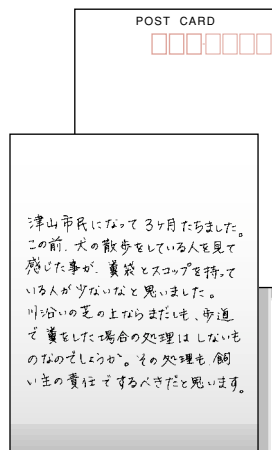 POST CARD
津山市民になって3ヶ月たちました。
この前、犬の散歩をしている人を見て
感じた事が、糞袋とスコップを持って
いる人が少ないなと思いました。
川沿いの芝の上ならまだしも、歩道
で糞をした場合の処理はしないも
のなのでしょうか。その処理も飼
い主の責任でするべきだと思います。